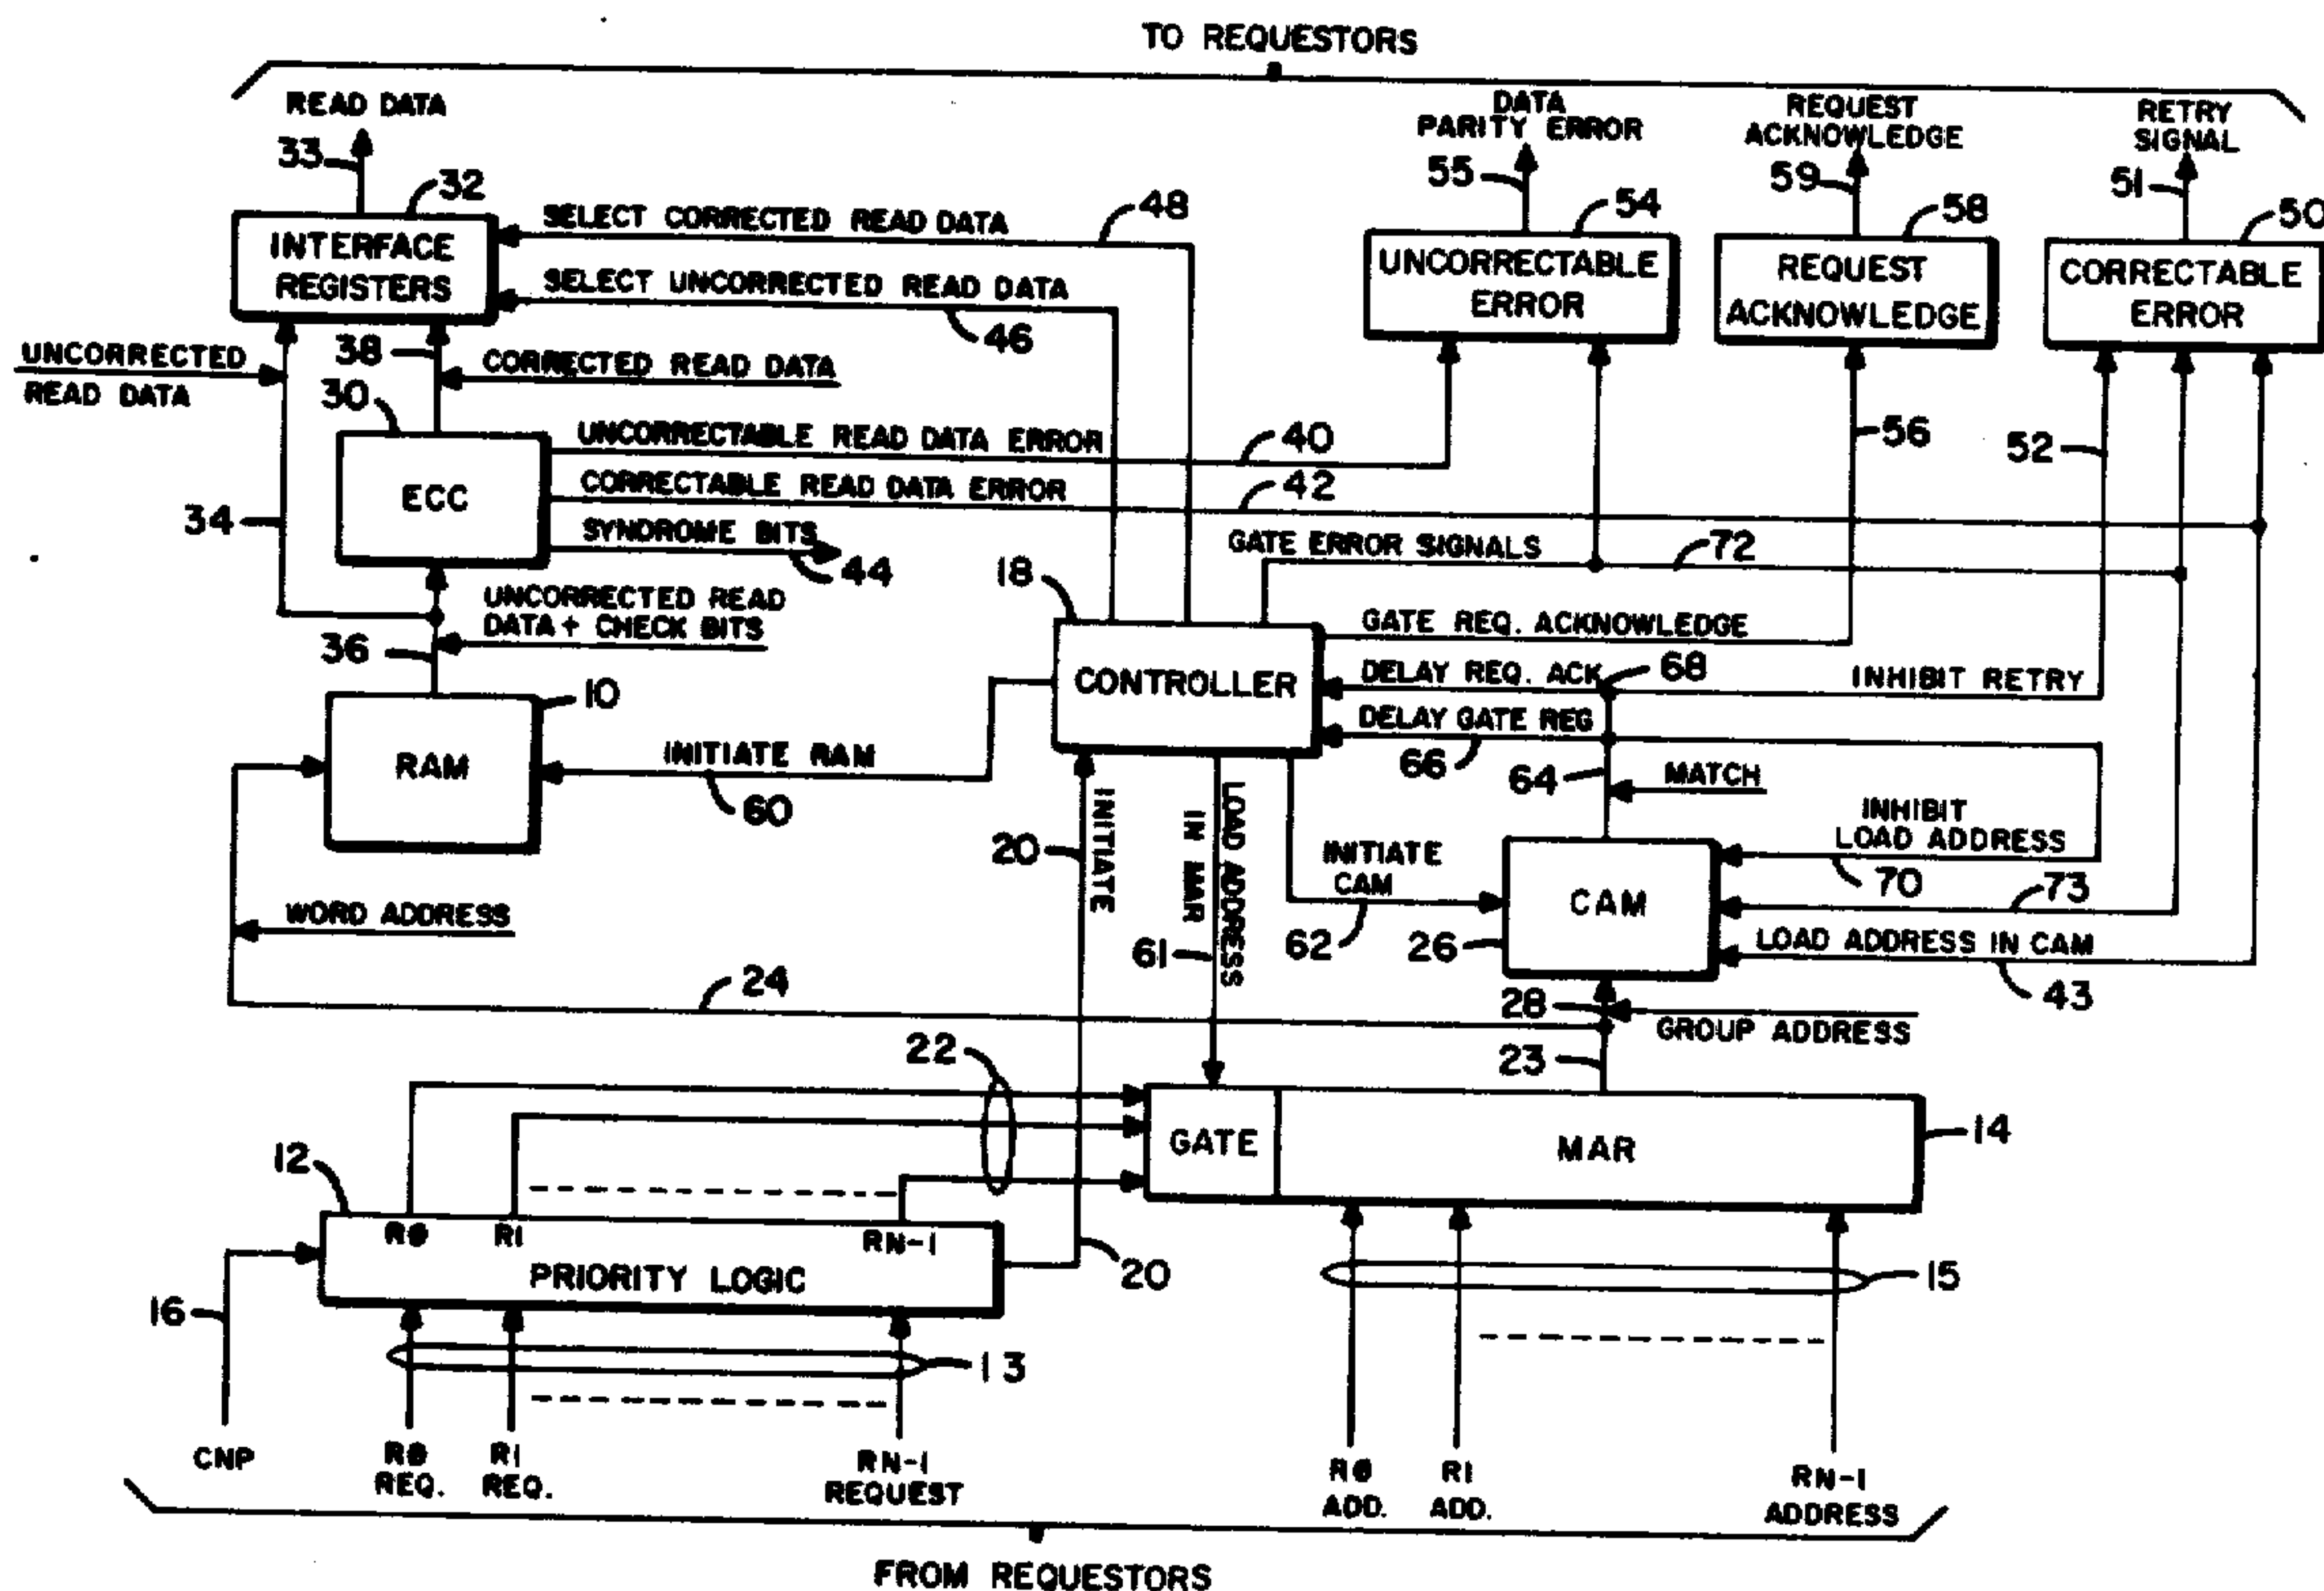 TO REQUESTORS
READ DATA
33
DATA
PARITY ERROR
55
REQUEST
ACKNOWLEDGE
59
RETRY
SIGNAL
51
32
INTERFACE
REGISTERS
SELECT CORRECTED READ DATA
48
SELECT UNCORRECTED READ DATA
46
54
UNCORRECTABLE
ERROR
58
REQUEST
ACKNOWLEDGE
50
CORRECTABLE
ERROR
UNCORRECTED
READ DATA
38
CORRECTED READ DATA
30
ECC
34
UNCORRECTABLE READ DATA ERROR
40
CORRECTABLE READ DATA ERROR
42
SYNDROME BITS
44
56
52
GATE ERROR SIGNALS
72
18
CONTROLLER
UNCORRECTED READ
DATA + CHECK BITS
36
GATE REQ. ACKNOWLEDGE
DELAY REQ. ACK
68
INHIBIT RETRY
DELAY GATE REG
66
10
RAM
INITIATE RAM
60
64
MATCH
INHIBIT
LOAD ADDRESS
70
20
INITIATE
LOAD ADDRESS
IN MAR
61
INITIATE
CAM
62
CAM
26
73
LOAD ADDRESS IN CAM
43
WORD ADDRESS
24
28
GROUP ADDRESS
23
22
GATE
MAR
14
12
RØ
R1
RN-1
PRIORITY LOGIC
20
15
16
13
CNP
RØ
REQ.
R1
REQ.
RN-1
REQUEST
RØ
ADD.
R1
ADD.
RN-1
ADDRESS
FROM REQUESTORS